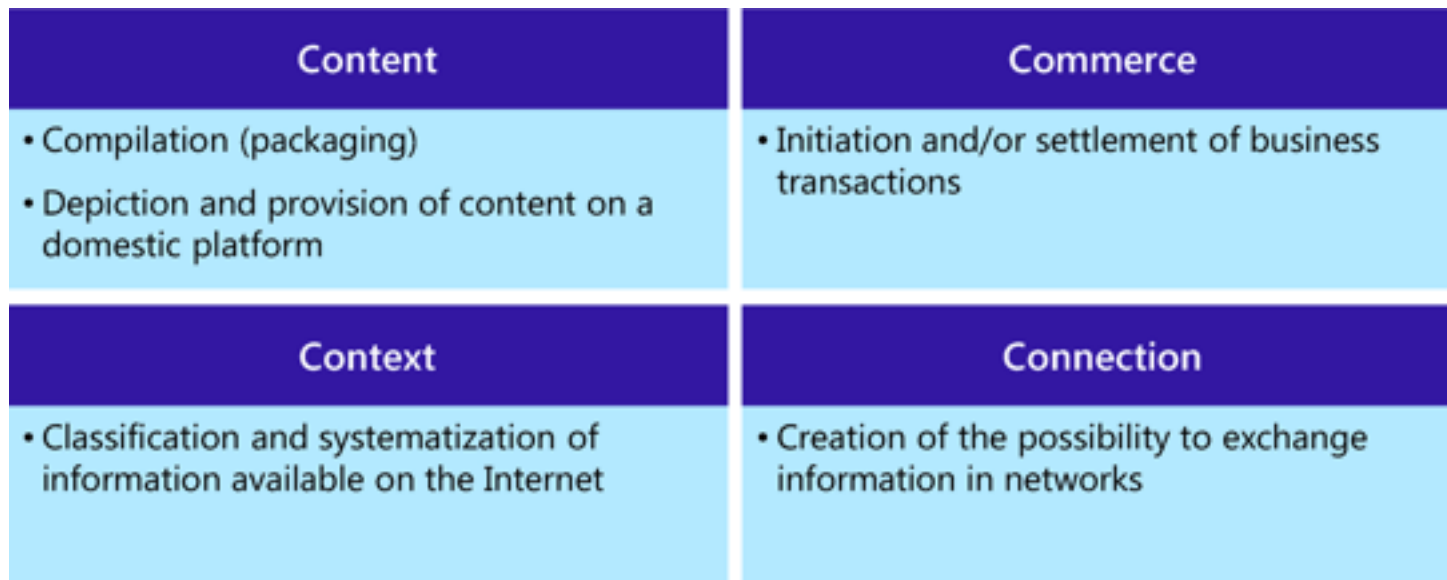 Content
• Compilation (packaging)
• Depiction and provision of content on a
domestic platform
Commerce
• Initiation and/or settlement of business
transactions
Context
• Classification and systematization of
information available on the Internet
Connection
• Creation of the possibility to exchange
information in networks